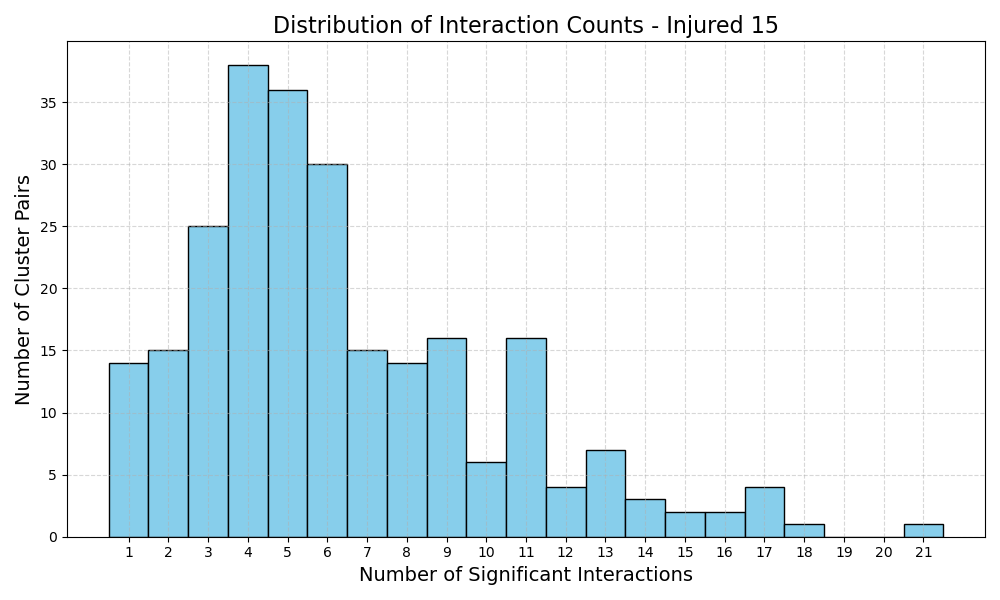 Distribution of Interaction Counts - Injured 15
Number of Cluster Pairs
35
30
25
20
15
10
5
0
1 2 3 4 5 6 7 8 9 10 11 12 13 14 15 16 17 18 19 20 21
Number of Significant Interactions